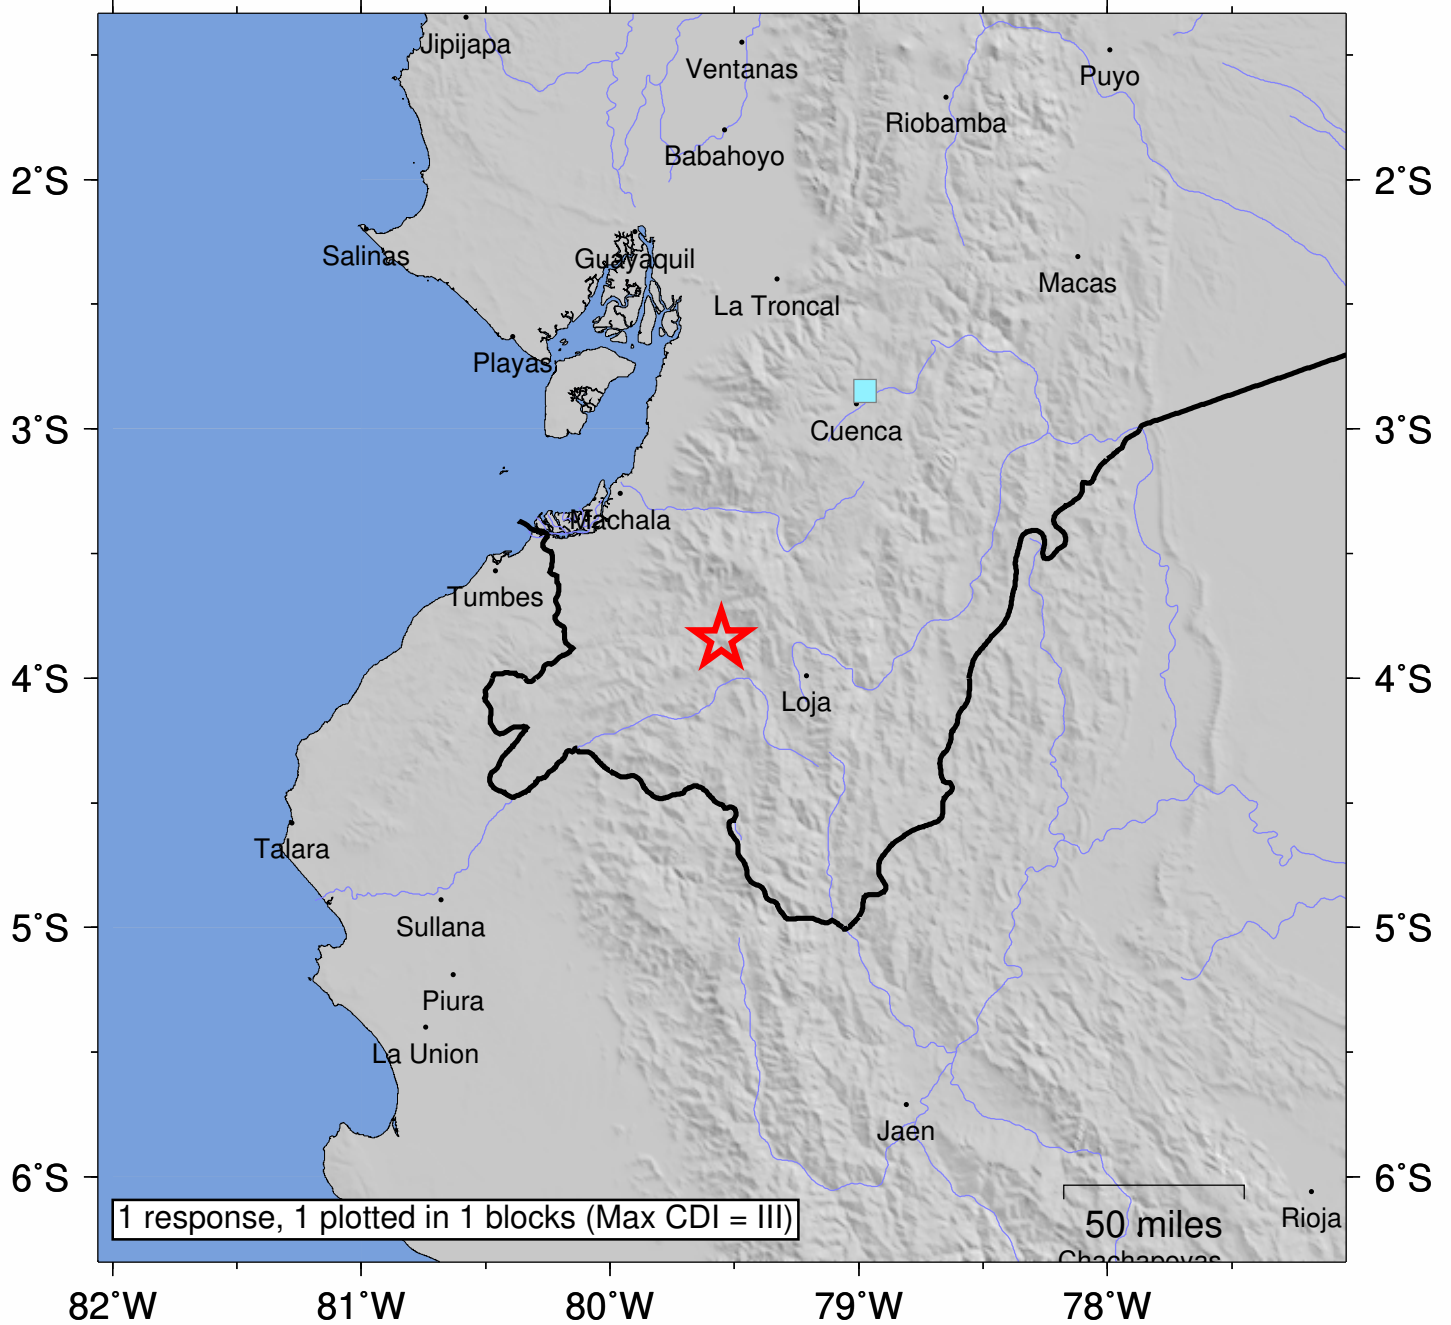 Jipijapa
Ventanas
Puyo
Riobamba
Babahoyo
2°S
2°S
Salinas
Guayaquil
Macas
La Troncal
Playas
3°S
Cuenca
3°S
Machala
Tumbes
4°S
Loja
4°S
Talara
Sullana
5°S
5°S
Piura
La Union
Jaen
6°S
6°S
1 response, 1 plotted in 1 blocks (Max CDI = III)
50 miles
Rioja
Chachapoyas
82°W
81°W
80°W
79°W
78°W